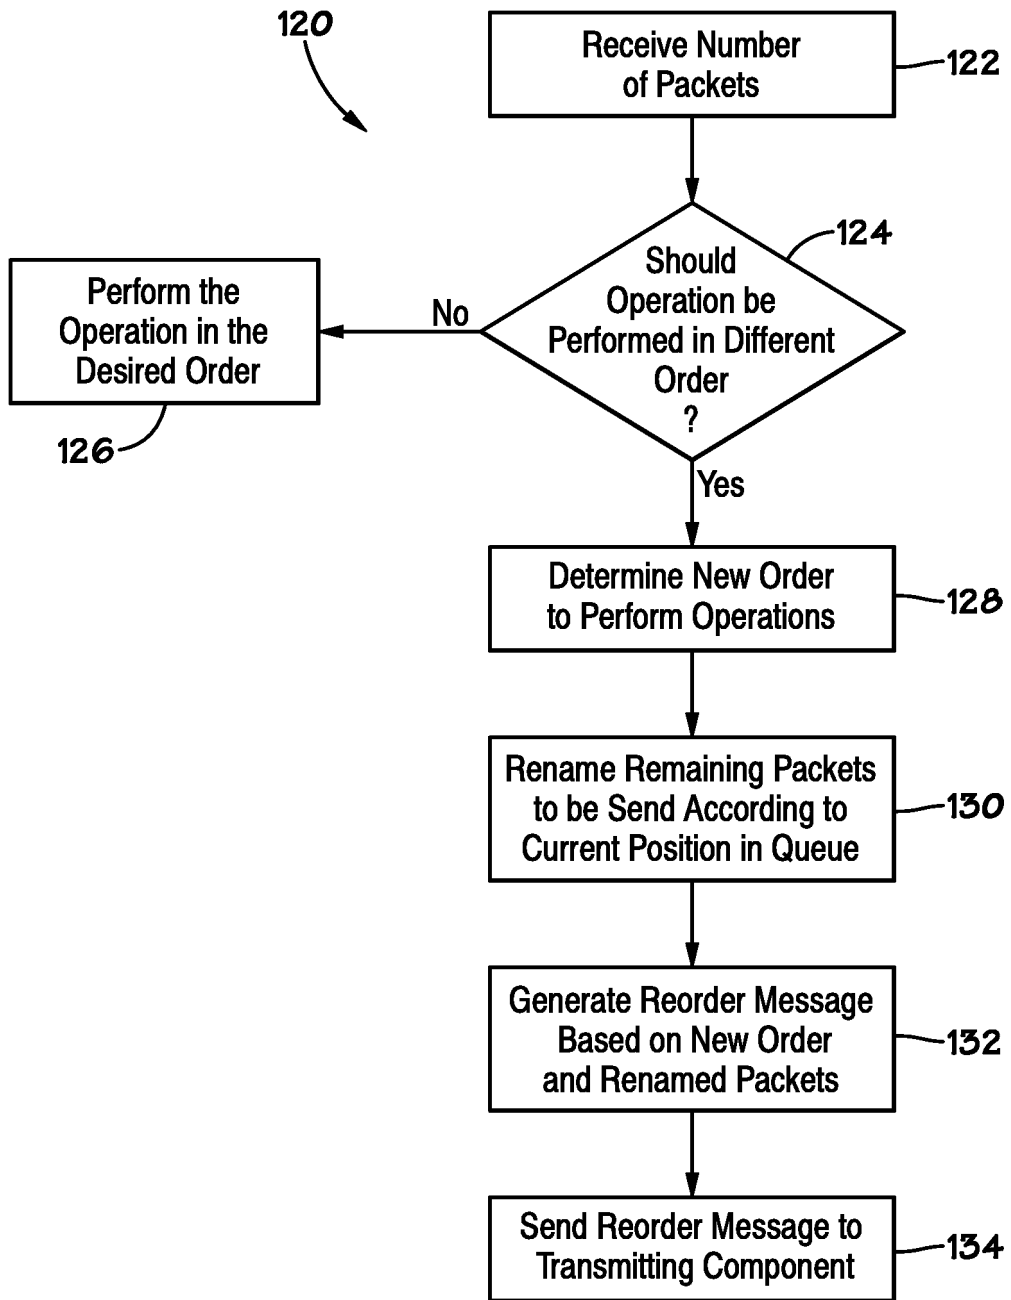 120
Receive Number
of Packets
122
124
Should
Operation be
Performed in Different
Order
?
No
Perform the
Operation in the
Desired Order
126
Yes
Determine New Order
to Perform Operations
128
Rename Remaining Packets
to be Send According to
Current Position in Queue
130
Generate Reorder Message
Based on New Order
and Renamed Packets
132
Send Reorder Message to
Transmitting Component
134